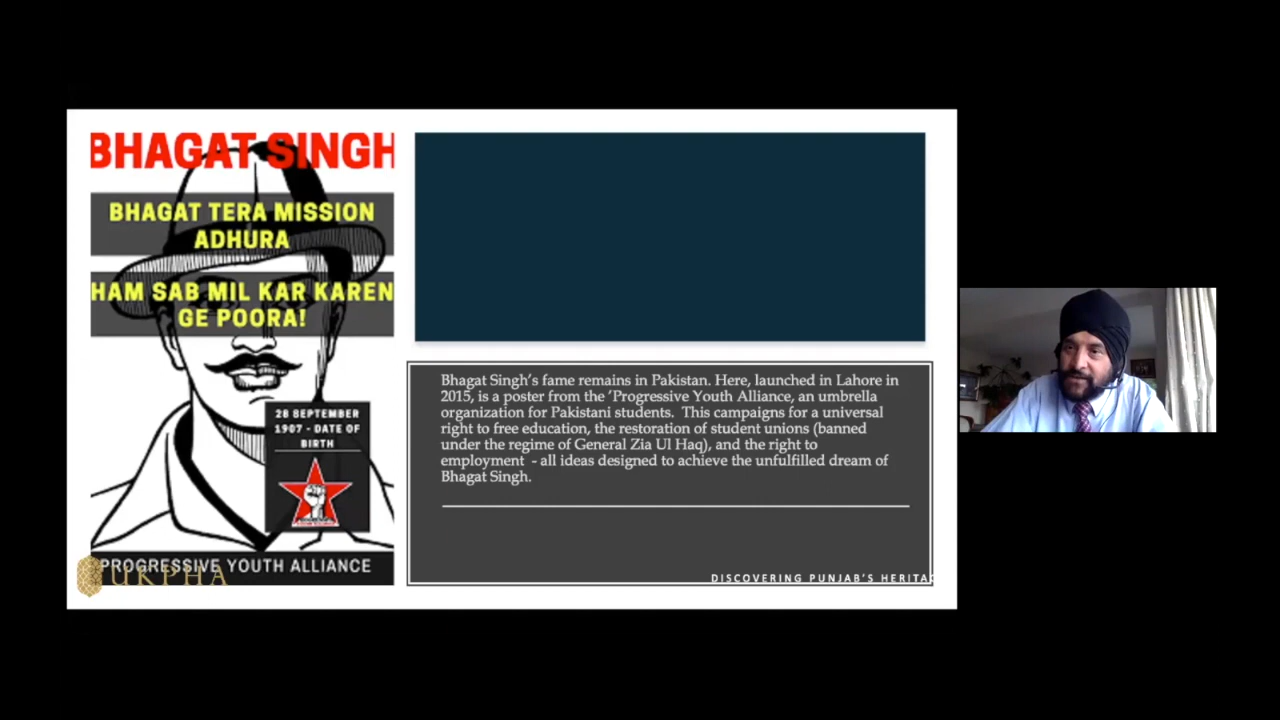 BHAGAT SINGH
BHAGAT TERA MISSION
ADHURA
HAM SAB MIL KAR KAREN
GE POORA!
28 SEPTEMBER
1907 - DATE OF
BIRTH
PROGRESSIVE YOUTH ALLIANCE
UKPHA
Bhagat Singh’s fame remains in Pakistan. Here, launched in Lahore in
2015, is a poster from the ‘Progressive Youth Alliance, an umbrella
organization for Pakistani students. This campaigns for a universal
right to free education, the restoration of student unions (banned
under the regime of General Zia Ul Haq), and the right to
employment - all ideas designed to achieve the unfulfilled dream of
Bhagat Singh.
DISCOVERING PUNJAB’S HERITAG